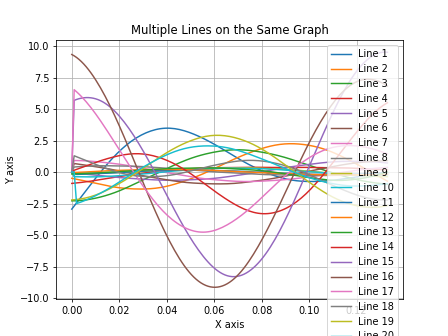 Multiple Lines on the Same Graph
10.0
7.5
5.0
2.5
0.0
−2.5
−5.0
−7.5
−10.0
Y axis
0.00
0.02
0.04
0.06
0.08
0.10
X axis
Line 1
Line 2
Line 3
Line 4
Line 5
Line 6
Line 7
Line 8
Line 9
Line 10
Line 11
Line 12
Line 13
Line 14
Line 15
Line 16
Line 17
Line 18
Line 19
Line 20